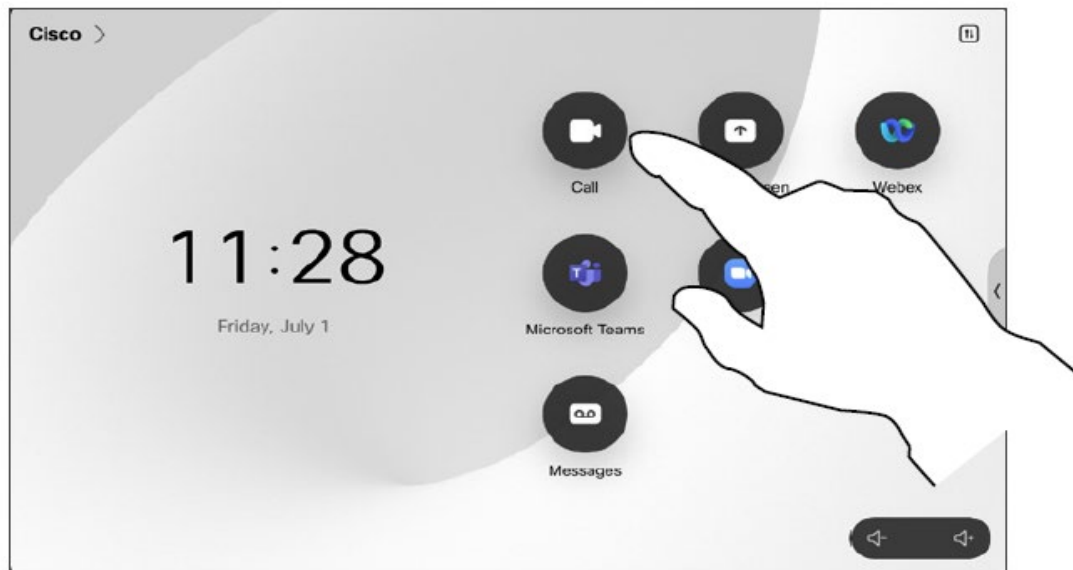 Cisco
Call
Webex
11:28
Friday, July 1
Microsoft Teams
Messages